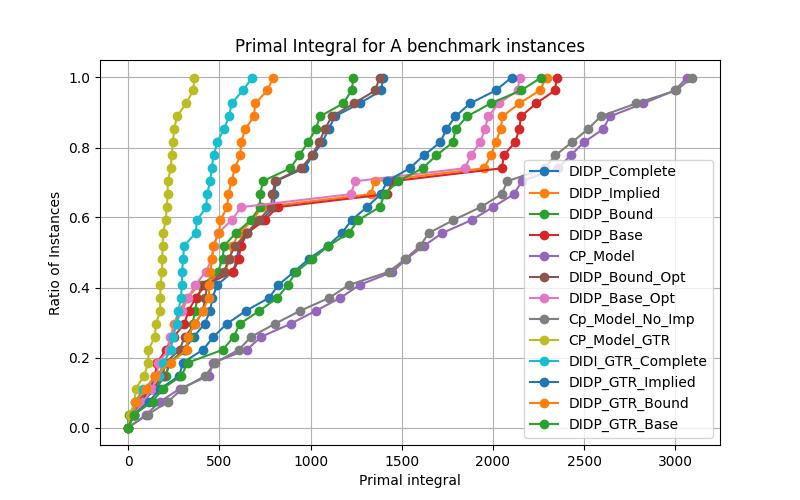 Primal Integral for A benchmark instances
1.0
0.8
0.6
0.4
0.2
0.0
Ratio of Instances
0
500
1000
1500
2000
2500
3000
Primal integral
DIDP_Complete
DIDP_Implied
DIDP_Bound
DIDP_Base
CP_Model
DIDP_Bound_Opt
DIDP_Base_Opt
Cp_Model_No_Imp
CP_Model_GTR
DIDI_GTR_Complete
DIDP_GTR_Implied
DIDP_GTR_Bound
DIDP_GTR_Base